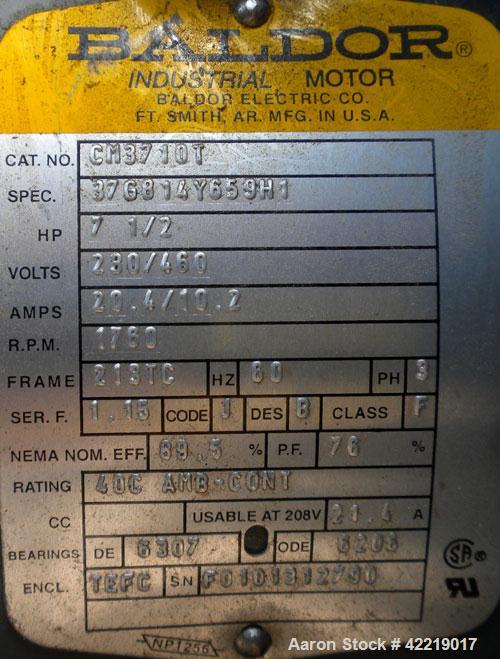 BALDOR®
INDUSTRIAL MOTOR
BALDOR ELECTRIC CO.
FT. SMITH, AR. MFG. IN U.S.A.
CAT. NO. CM3710T
SPEC. 37G814Y659H1
HP 7 1/2
VOLTS 230/460
AMPS 20.4/10.2
R.P.M. 1760
FRAME 213TC HZ 60 PH 3
SER. F. 1.15 CODE J DES B CLASS F
NEMA NOM. EFF. 89.5 % P.F. 76 %
RATING 40C AMB-CONT
CC USABLE AT 208V 21.4 A
BEARINGS DE 6307 ODE 6206
ENCL. TEFC SN F0101312790
NP1256
Aaron Stock # 42219017